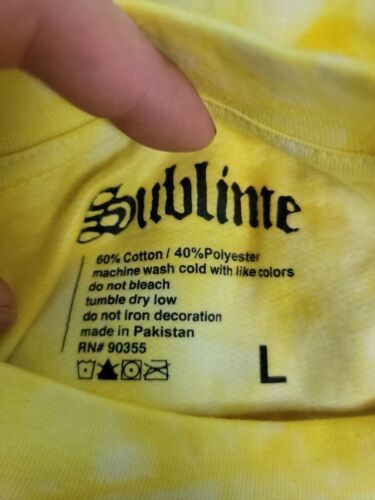 Sublime
60% Cotton / 40%Polyester
machine wash cold with like colors
do not bleach
tumble dry low
do not iron decoration
made in Pakistan
RN# 90355
L